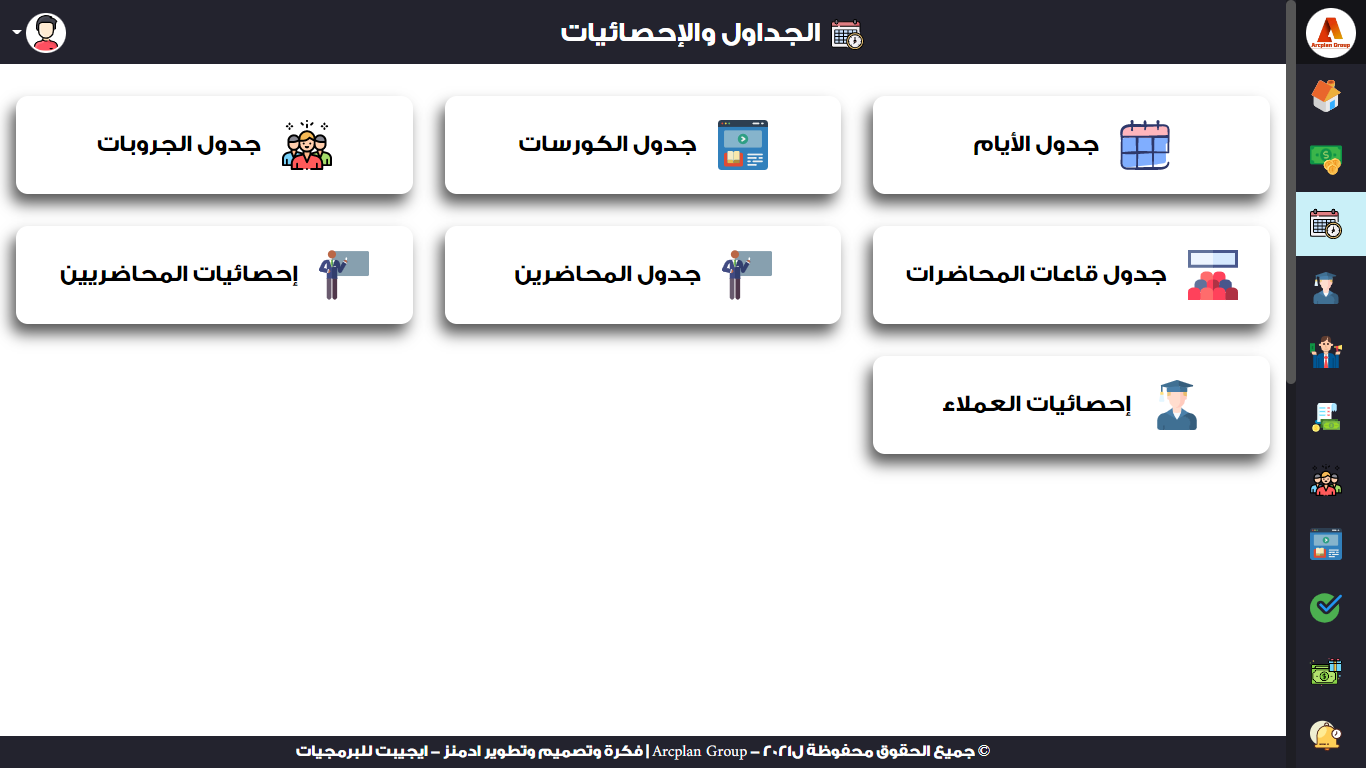 الجداول والإحصائيات
Arcplan Group
جدول الأيام
جدول الكورسات
جدول الجروبات
جدول قاعات المحاضرات
جدول المحاضرين
إحصائيات المحاضريين
إحصائيات العملاء
© جميع الحقوق محفوظة ل٢٠٢١ - Arcplan Group | فكرة وتصميم وتطوير ادمنز - ايجيبت للبرمجيات